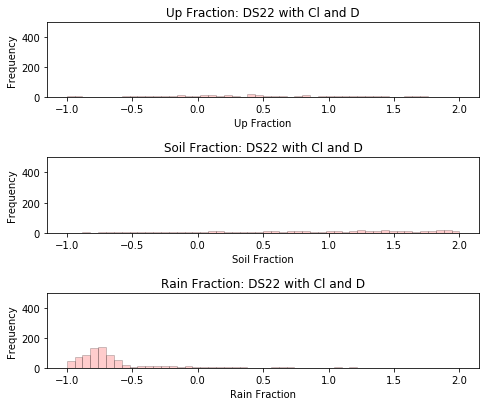 Up Fraction: DS22 with Cl and D
Frequency
400
200
0
−1.0 −0.5 0.0 0.5 1.0 1.5 2.0
Up Fraction
Soil Fraction: DS22 with Cl and D
Frequency
400
200
0
−1.0 −0.5 0.0 0.5 1.0 1.5 2.0
Soil Fraction
Rain Fraction: DS22 with Cl and D
Frequency
400
200
0
−1.0 −0.5 0.0 0.5 1.0 1.5 2.0
Rain Fraction